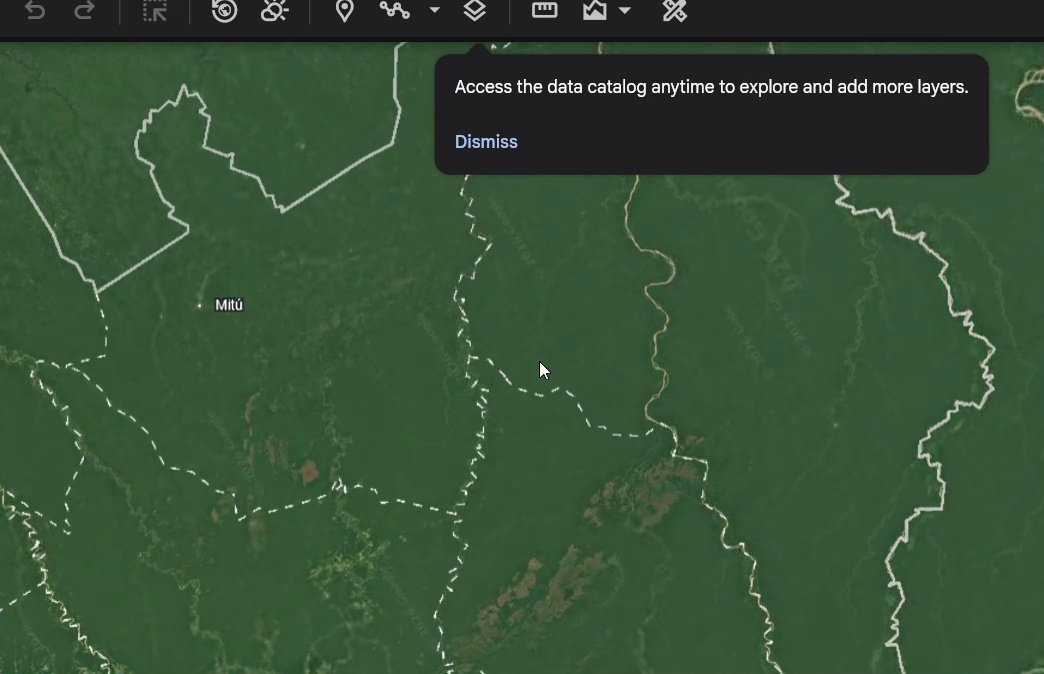 Access the data catalog anytime to explore and add more layers.
Dismiss
Mitú